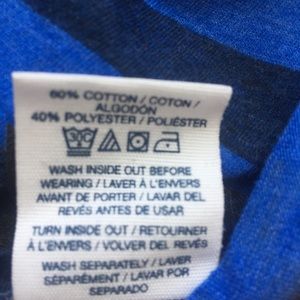 60% COTTON / COTON /
ALGODÓN
40% POLYESTER / POLIÉSTER
WASH INSIDE OUT BEFORE
WEARING / LAVER À L'ENVERS
AVANT DE PORTER / LAVAR DEL
REVÉS ANTES DE USAR
TURN INSIDE OUT / RETOURNER
À L'ENVERS / VOLVER DEL REVÉS
WASH SEPARATELY / LAVER
SÉPARÉMENT / LAVAR POR
SEPARADO